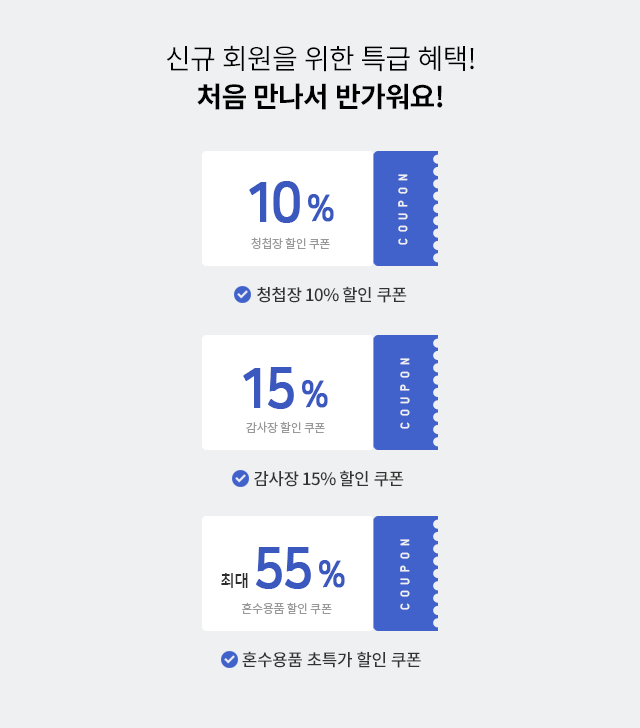 신규 회원을 위한 특급 혜택!
처음 만나서 반가워요!
10%
청첩장 할인 쿠폰
COUPON
청첩장 10% 할인 쿠폰
15%
감사장 할인 쿠폰
COUPON
감사장 15% 할인 쿠폰
최대 55%
혼수용품 할인 쿠폰
COUPON
혼수용품 초특가 할인 쿠폰